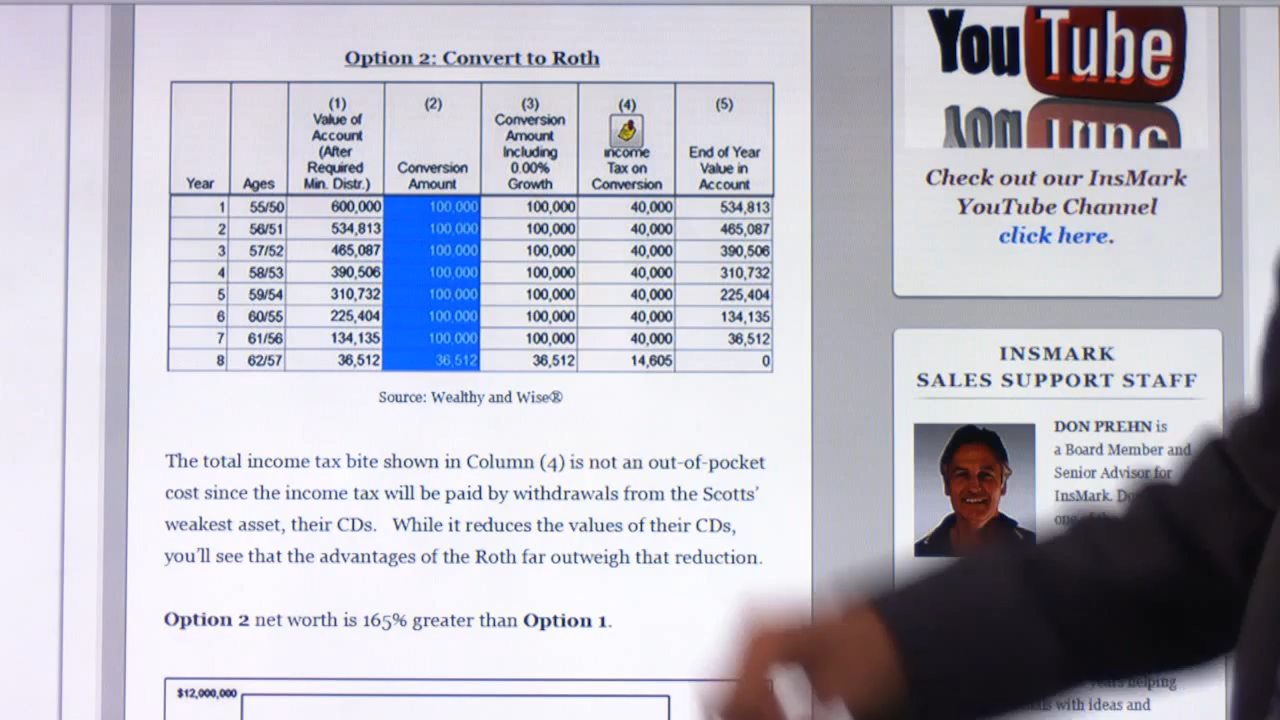 Option 2: Convert to Roth
Year Ages (1) Value of Account (After Required Min. Distr.) (2) Conversion Amount (3) Conversion Amount Including 0.00% Growth (4) Income Tax on Conversion (5) End of Year Value in Account
1 55/50 600,000 100,000 100,000 40,000 534,813
2 56/51 534,813 100,000 100,000 40,000 465,087
3 57/52 465,087 100,000 100,000 40,000 390,506
4 58/53 390,506 100,000 100,000 40,000 310,732
5 59/54 310,732 100,000 100,000 40,000 225,404
6 60/55 225,404 100,000 100,000 40,000 134,135
7 61/56 134,135 100,000 100,000 40,000 36,512
8 62/57 36,512 36,512 36,512 14,605 0
Source: Wealthy and Wise®
The total income tax bite shown in Column (4) is not an out-of-pocket
cost since the income tax will be paid by withdrawals from the Scotts'
weakest asset, their CDs. While it reduces the values of their CDs,
you'll see that the advantages of the Roth far outweigh that reduction.
Option 2 net worth is 165% greater than Option 1.
$12,000,000
YouTube
Check out our InsMark
YouTube Channel
click here.
INSMARK
SALES SUPPORT STAFF
DON PREHN is
a Board Member and
Senior Advisor for
InsMark.
one of
helping
with ideas and